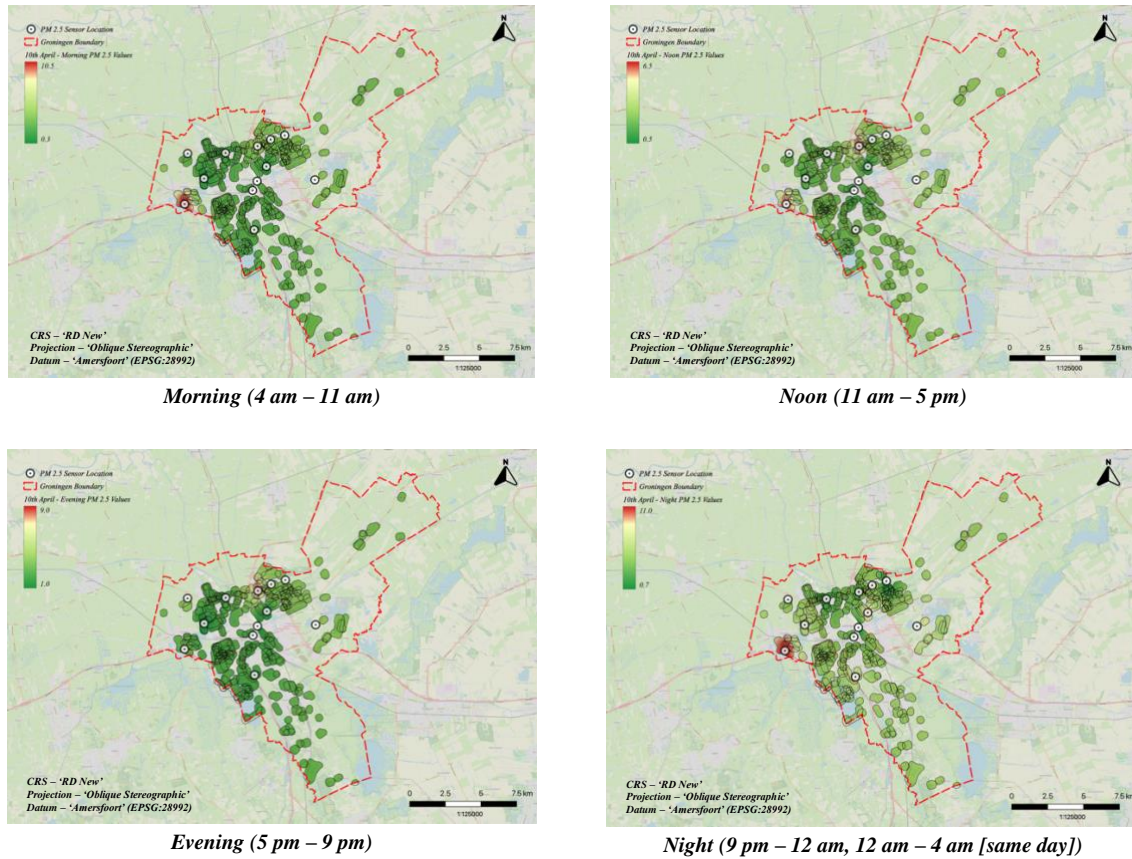 N
PM 2.5 Sensor Location
Groningen Boundary
10th April - Morning PM 2.5 Values
10.5
0.3
CRS – ‘RD New’
Projection – ‘Oblique Stereographic’
Datum – ‘Amersfoort’ (EPSG:28992)
0 2.5 5 7.5 km
1:125000
Morning (4 am – 11 am)
N
PM 2.5 Sensor Location
Groningen Boundary
10th April - Noon PM 2.5 Values
6.5
0.3
CRS – ‘RD New’
Projection – ‘Oblique Stereographic’
Datum – ‘Amersfoort’ (EPSG:28992)
0 2.5 5 7.5 km
1:125000
Noon (11 am – 5 pm)
N
PM 2.5 Sensor Location
Groningen Boundary
10th April - Evening PM 2.5 Values
9.0
1.0
CRS – ‘RD New’
Projection – ‘Oblique Stereographic’
Datum – ‘Amersfoort’ (EPSG:28992)
0 2.5 5 7.5 km
1:125000
Evening (5 pm – 9 pm)
N
PM 2.5 Sensor Location
Groningen Boundary
10th April - Night PM 2.5 Values
11.0
0.7
CRS – ‘RD New’
Projection – ‘Oblique Stereographic’
Datum – ‘Amersfoort’ (EPSG:28992)
0 2.5 5 7.5 km
1:125000
Night (9 pm – 12 am, 12 am – 4 am [same day])